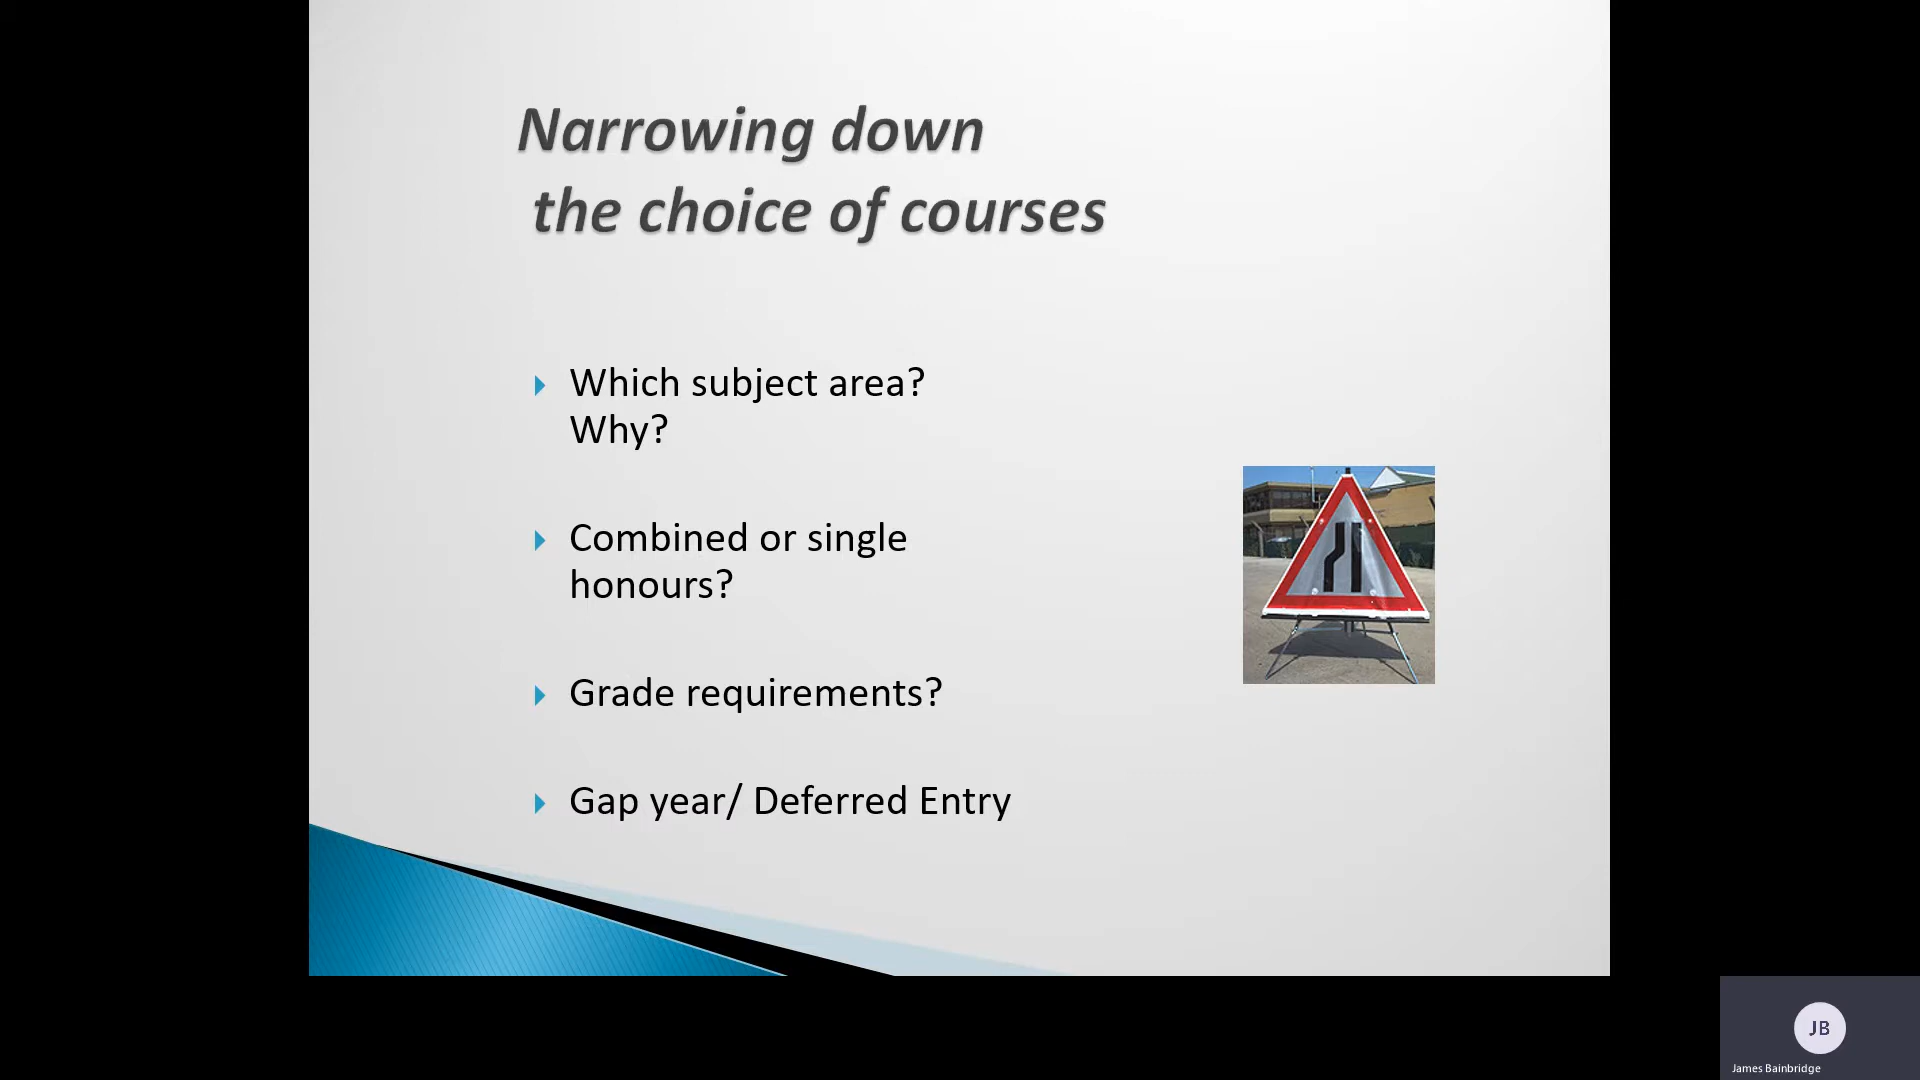 Narrowing down
the choice of courses
Which subject area?
Why?
Combined or single
honours?
Grade requirements?
Gap year/ Deferred Entry
JB
James Bainbridge